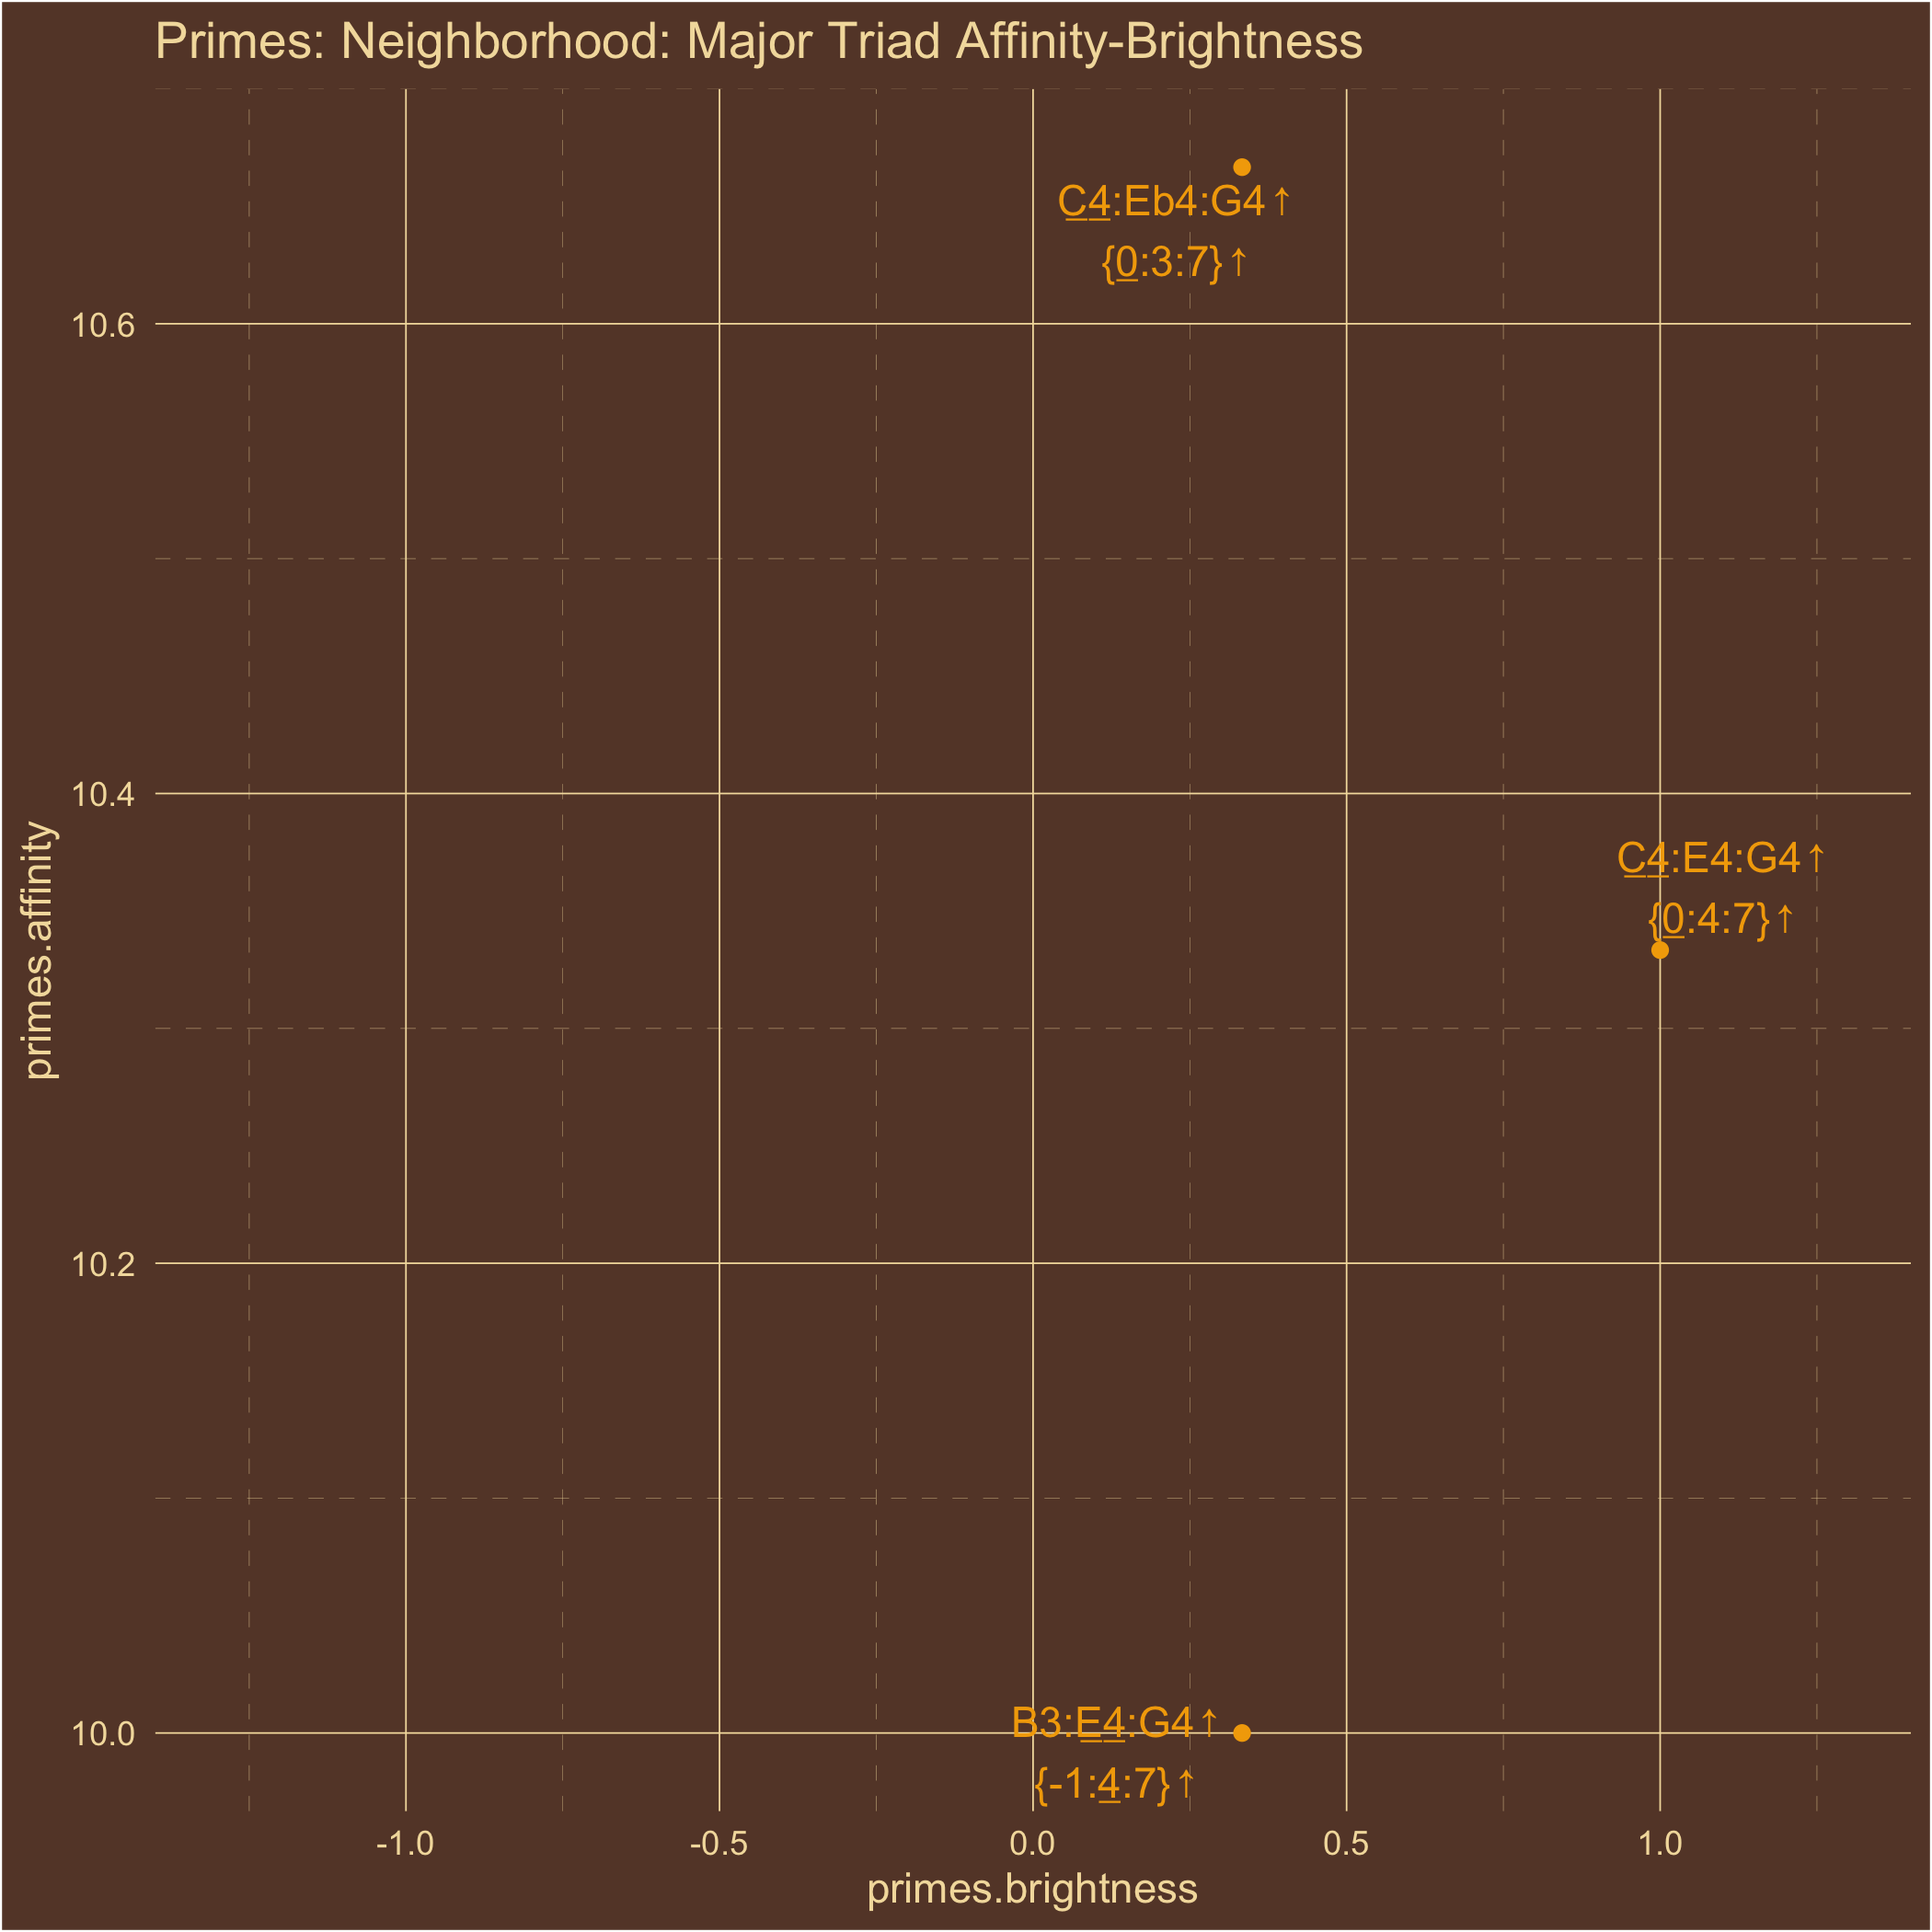 Primes: Neighborhood: Major Triad Affinity-Brightness
C4:Eb4:G4↑
{0:3:7}↑
10.6
10.4
C4:E4:G4↑
{0:4:7}↑
primes.affinity
10.2
B3:E4:G4↑
10.0
{-1:4:7}↑
-1.0 -0.5 0.0 0.5 1.0
primes.brightness